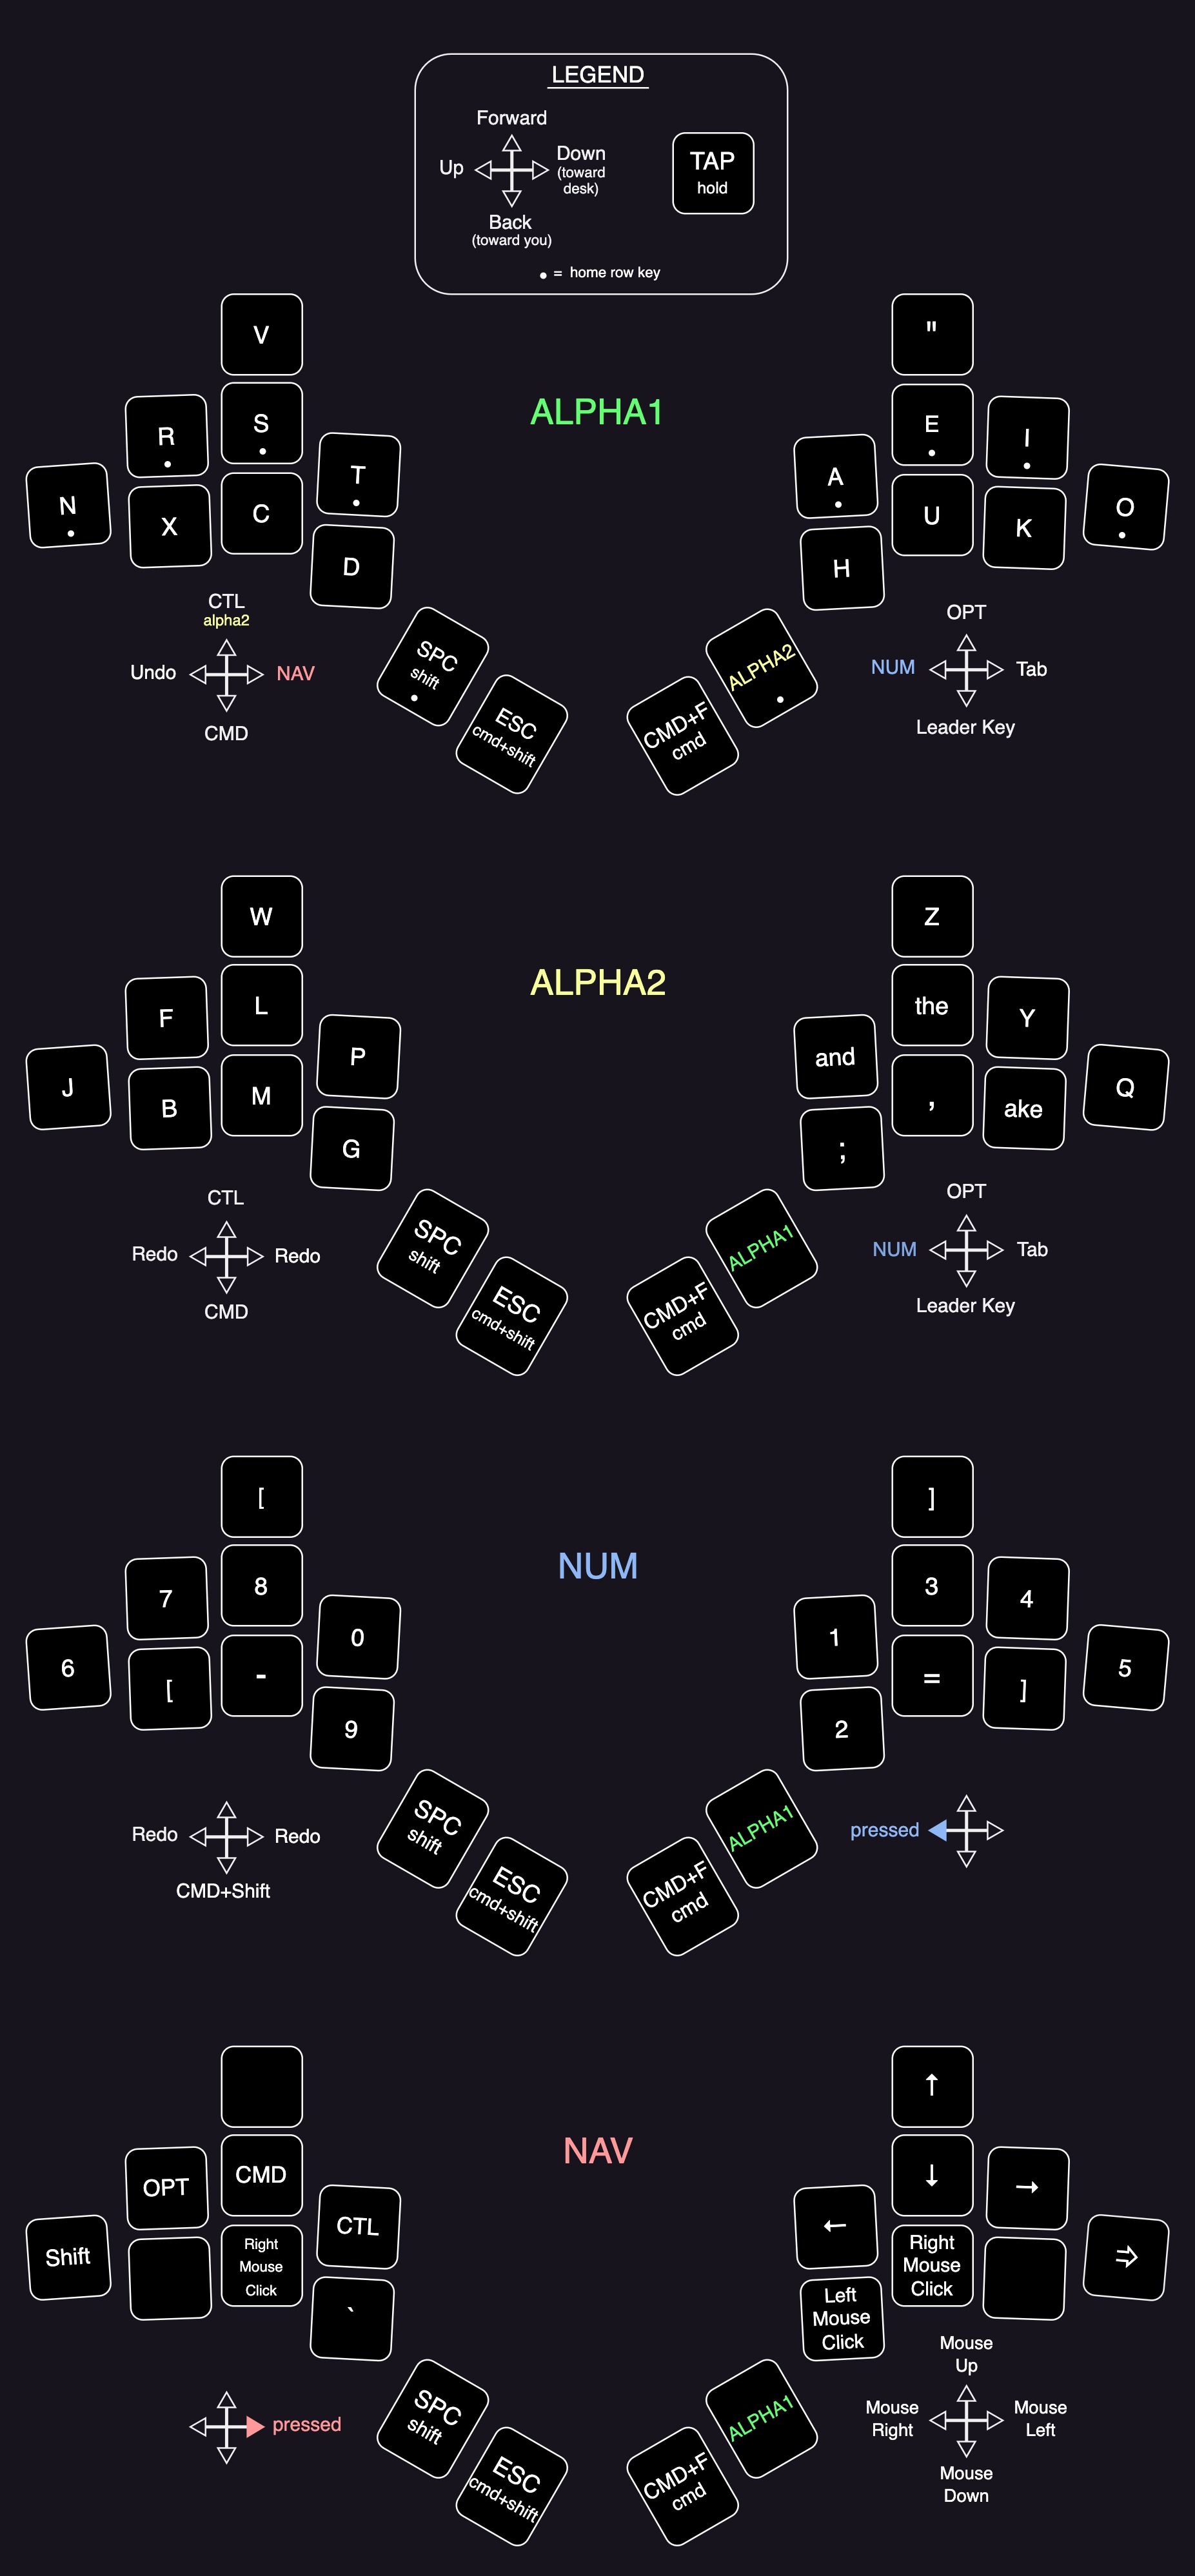 LEGEND
Forward
Up
Down
(toward
desk)
Back
(toward you)
TAP
hold
• = home row key
ALPHA1
V
R
S
T
N
X
C
D
CTL
alpha2
Undo
NAV
CMD
SPC
shift
ESC
cmd+shift
"
A
E
I
O
H
U
K
OPT
NUM
Tab
Leader Key
ALPHA2
CMD+F
cmd
ALPHA2
W
F
L
P
J
B
M
G
CTL
Redo
Redo
CMD
SPC
shift
ESC
cmd+shift
Z
and
the
Y
Q
;
,
ake
OPT
NUM
Tab
Leader Key
ALPHA1
CMD+F
cmd
NUM
[
7
8
0
6
[
-
9
Redo
Redo
CMD+Shift
SPC
shift
ESC
cmd+shift
]
1
3
4
5
2
=
]
pressed
ALPHA1
CMD+F
cmd
NAV
OPT
CMD
CTL
Shift
Right
Mouse
Click
`
pressed
SPC
shift
ESC
cmd+shift
↑
←
↓
→
⇨
Left
Mouse
Click
Right
Mouse
Click
Mouse
Up
Mouse
Right
Mouse
Left
Mouse
Down
ALPHA1
CMD+F
cmd